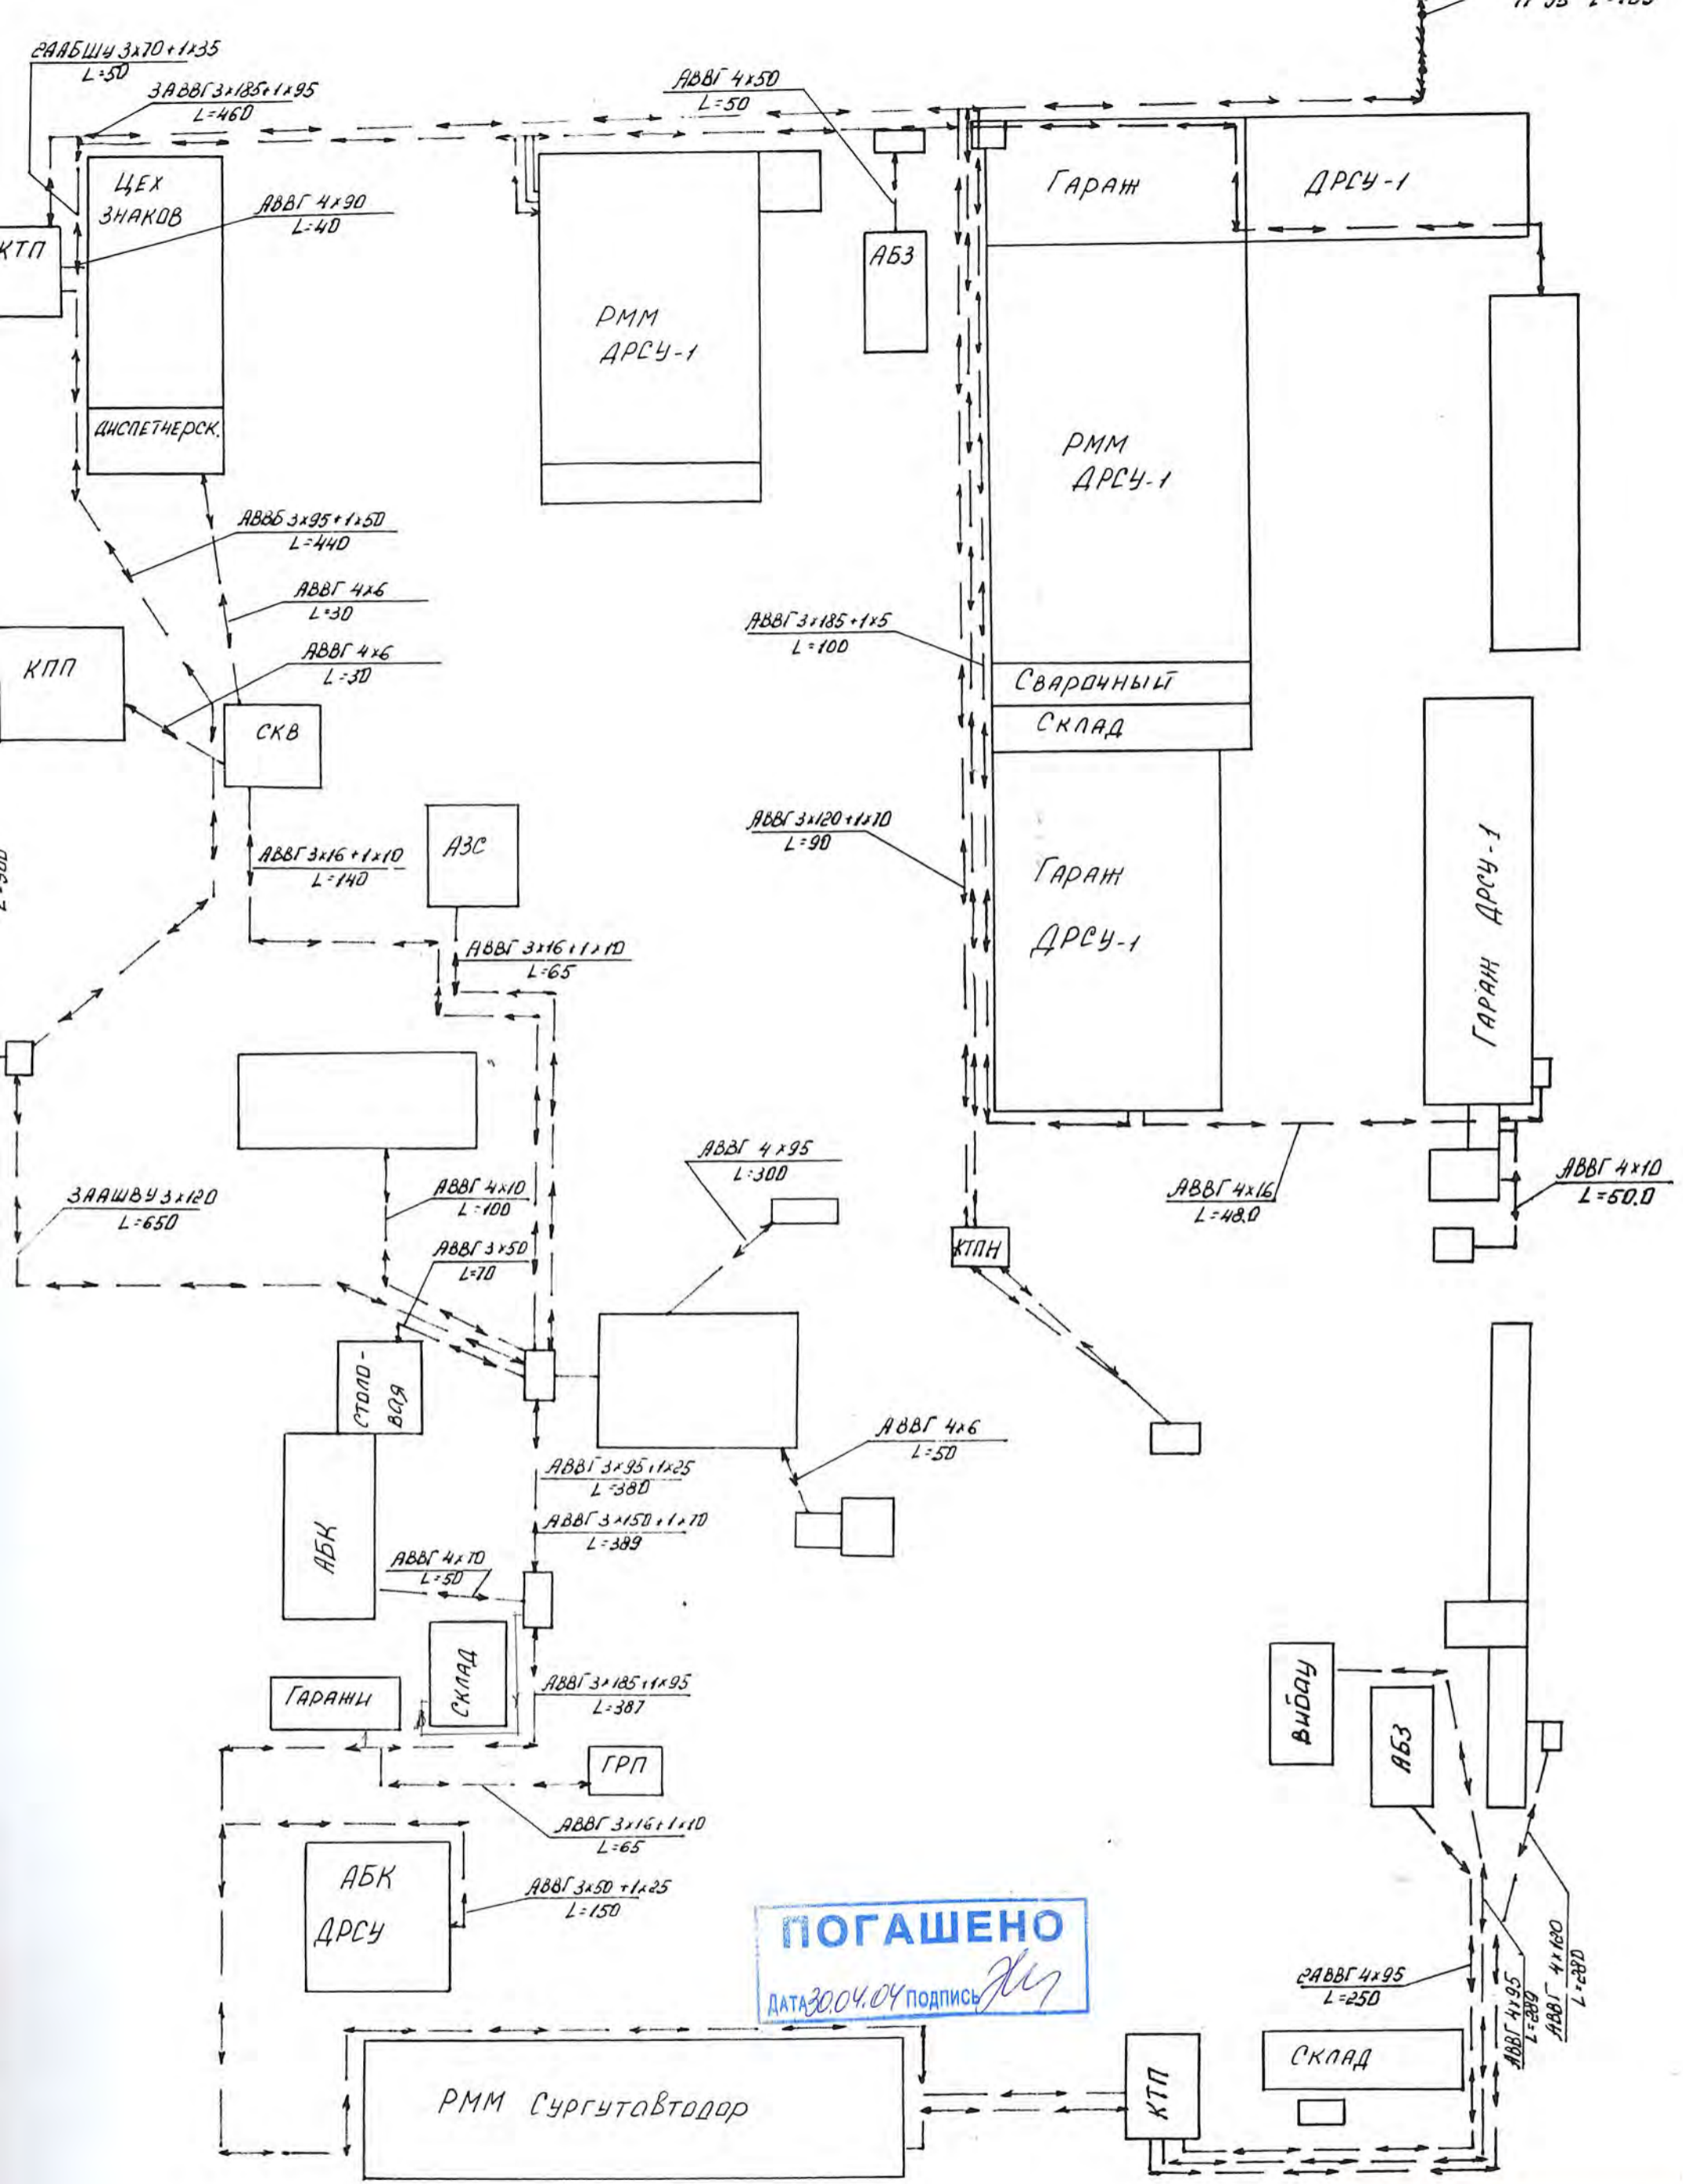 2ААБШУ 3х70+1х35
L=50
3АВВГ 3х185+1х95
L=460
АВВГ 4х50
L=50
ЦЕХ
ЗНАКОВ
АВВГ 4х90
L=40
КТП
ДИСПЕТЧЕРСК.
РММ
ДРСУ-1
АБЗ
Гараж
ДРСУ-1
РММ
ДРСУ-1
АВВБ 3х95+1х50
L=440
АВВГ 4х6
L=30
АВВГ 4х6
L=30
КПП
СКВ
АВВГ 3х185+1х5
L=100
Сварочный
Склад
АВВГ 3х120+1х70
L=90
Гараж
ДРСУ-1
Гараж ДРСУ-1
АВВГ 3х16+1х10
L=140
АЗС
АВВГ 3х16+1х10
L=65
3ААШВУ 3х120
L=650
АВВГ 4х10
L=100
АВВГ 3х50
L=70
АВВГ 4х95
L=300
КТПН
АВВГ 4х16
L=48.0
АВВГ 4х10
L=50.0
СТОЛО-
ВАЯ
АБК
АВВГ 4х6
L=50
АВВГ 3х95+1х25
L=380
АВВГ 3х150+1х70
L=389
АВВГ 4х70
L=50
СКЛАД
Гаражи
АВВГ 3х185+1х95
L=387
ГРП
АВВГ 3х16+1х10
L=65
АБК
ДРСУ
АВВГ 3х50+1х25
L=150
ВИБАУ
АБЗ
2АВВГ 4х95
L=250
АВВГ 4х95
L=289
АВВГ 4х120
L=280
ПОГАШЕНО
ДАТА 30.04.04 ПОДПИСЬ
РММ Сургутавтодор
КТП
Склад